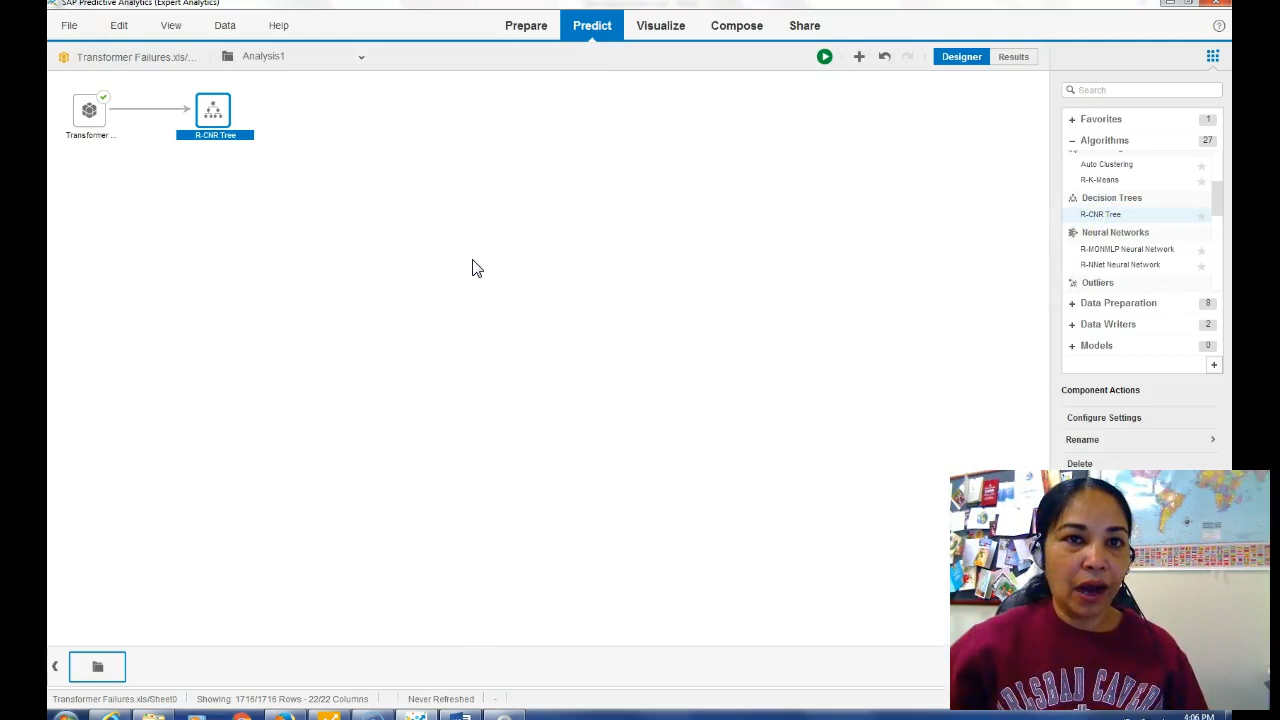 SAP Predictive Analytics (Expert Analytics)
File Edit View Data Help Prepare Predict Visualize Compose Share
Transformer Failures.xls/... Analysis1 Designer Results
Transformer ...
R-CNR Tree
Search
Favorites 1
Algorithms 27
Auto Clustering
R-K-Means
Decision Trees
R-CNR Tree
Neural Networks
R-MONMLP Neural Network
R-NNet Neural Network
Outliers
Data Preparation 8
Data Writers 2
Models 0
Component Actions
Configure Settings
Rename
Delete
Transformer Failures.xls/Sheet0 Showing: 1716/1716 Rows - 22/22 Columns Never Refreshed -
4:06 PM